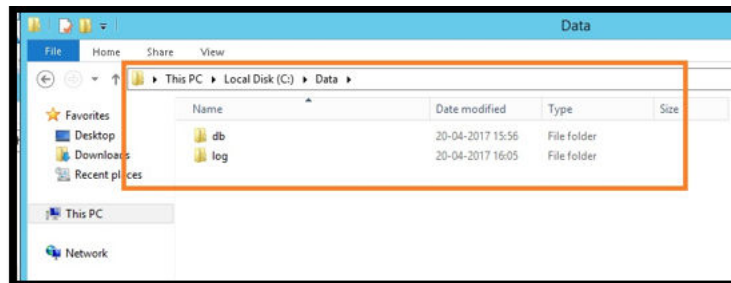 Data
File Home Share View
This PC Local Disk (C:) Data
Name Date modified Type Size
Favorites
Desktop
Downloads
Recent places
This PC
Network
db 20-04-2017 15:56 File folder
log 20-04-2017 16:05 File folder